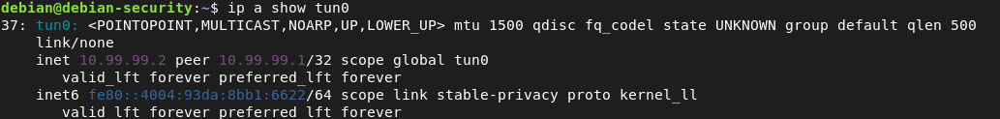 debian@debian-security:~$ ip a show tun0
37: tun0: <POINTOPOINT,MULTICAST,NOARP,UP,LOWER_UP> mtu 1500 qdisc fq_codel state UNKNOWN group default qlen 500
    link/none
    inet 10.99.99.2 peer 10.99.99.1/32 scope global tun0
       valid_lft forever preferred_lft forever
    inet6 fe80::4004:93da:8bb1:6622/64 scope link stable-privacy proto kernel_ll
       valid_lft forever preferred_lft forever